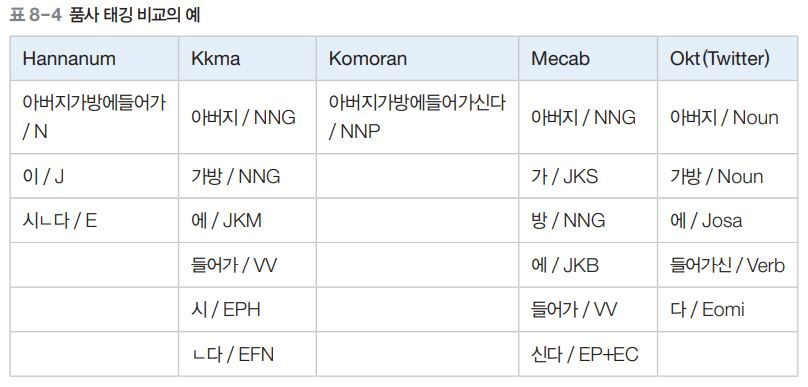 표 8-4 품사 태깅 비교의 예
Hannanum Kkma Komoran Mecab Okt(Twitter)
아버지가방에들어가 / N 아버지 / NNG 아버지가방에들어가신다 / NNP 아버지 / NNG 아버지 / Noun
이 / J 가방 / NNG 가 / JKS 가방 / Noun
시ㄴ다 / E 에 / JKM 방 / NNG 에 / Josa
들어가 / VV 에 / JKB 들어가신 / Verb
시 / EPH 들어가 / VV 다 / Eomi
ㄴ다 / EFN 신다 / EP+EC